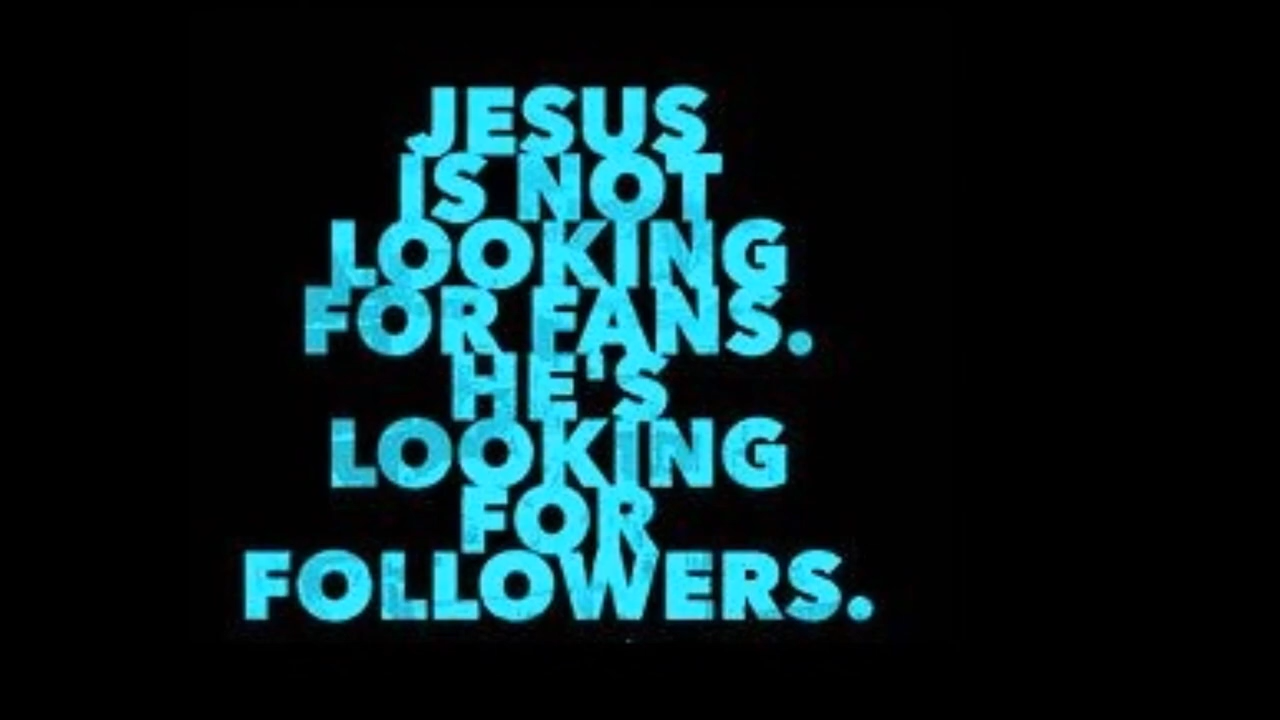 JESUS
IS NOT
LOOKING
FOR FANS.
HE'S
LOOKING
FOR
FOLLOWERS.